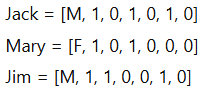 Jack = [M, 1, 0, 1, 0, 1, 0]
Mary = [F, 1, 0, 1, 0, 0, 0]
Jim = [M, 1, 1, 0, 0, 1, 0]